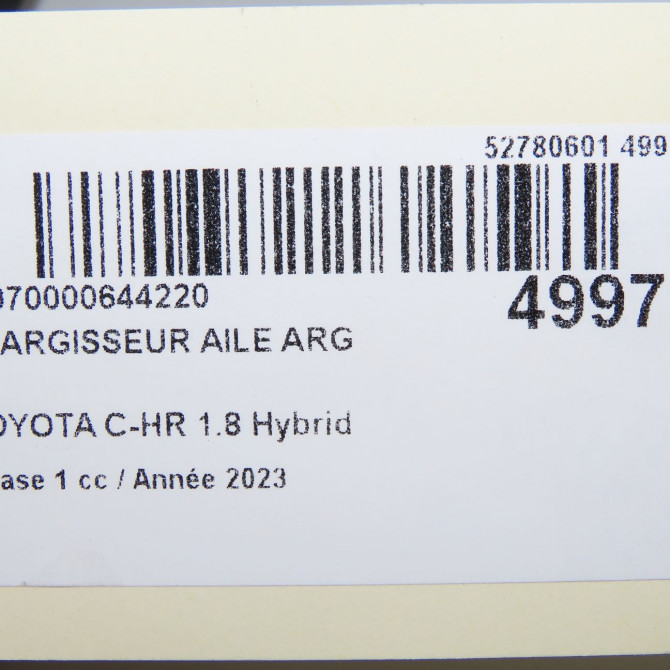 52780601 499
070000644220
4997
ARGISSEUR AILE ARG
OYOTA C-HR 1.8 Hybrid
ase 1 cc / Année 2023